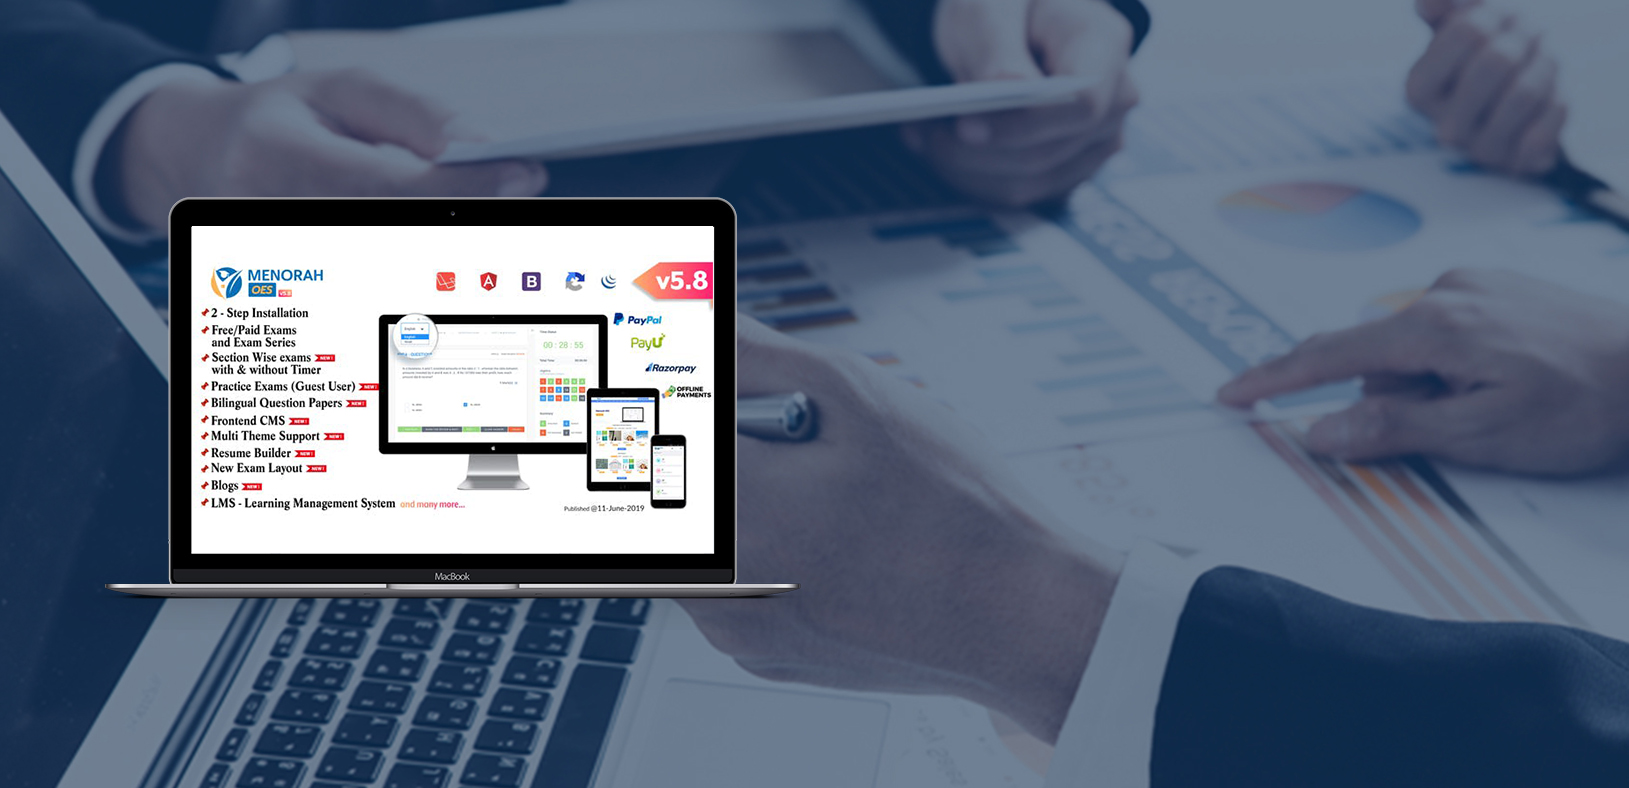 MENORAH
OES v5.8
v5.8
2 - Step Installation
Free/Paid Exams
and Exam Series
Section Wise exams NEW!
with & without Timer
Practice Exams (Guest User) NEW!
Bilingual Question Papers NEW!
Frontend CMS NEW!
Multi Theme Support NEW!
Resume Builder NEW!
New Exam Layout NEW!
Blogs NEW!
LMS - Learning Management System and many more...
B
00 : 28 : 55
PayPal
PayU
Razorpay
OFFLINE
PAYMENTS
Published @11-June-2019
MacBook